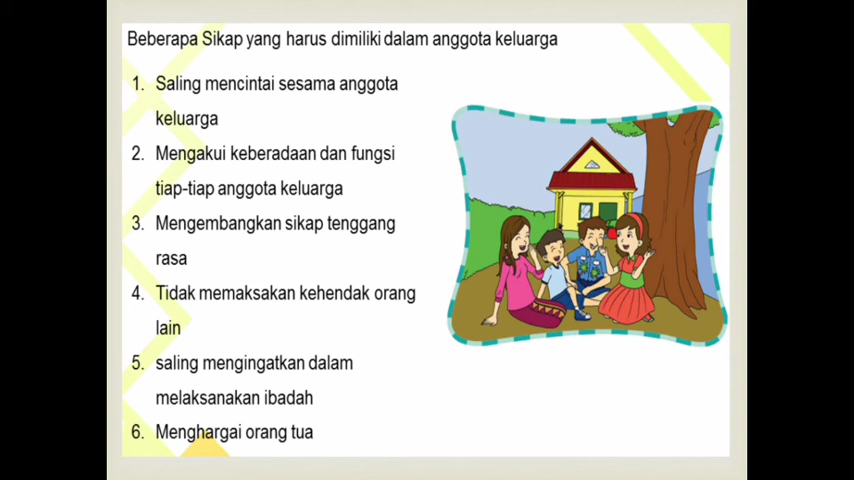 Beberapa Sikap yang harus dimiliki dalam anggota keluarga
1. Saling mencintai sesama anggota
keluarga
2. Mengakui keberadaan dan fungsi
tiap-tiap anggota keluarga
3. Mengembangkan sikap tenggang
rasa
4. Tidak memaksakan kehendak orang
lain
5. saling mengingatkan dalam
melaksanakan ibadah
6. Menghargai orang tua